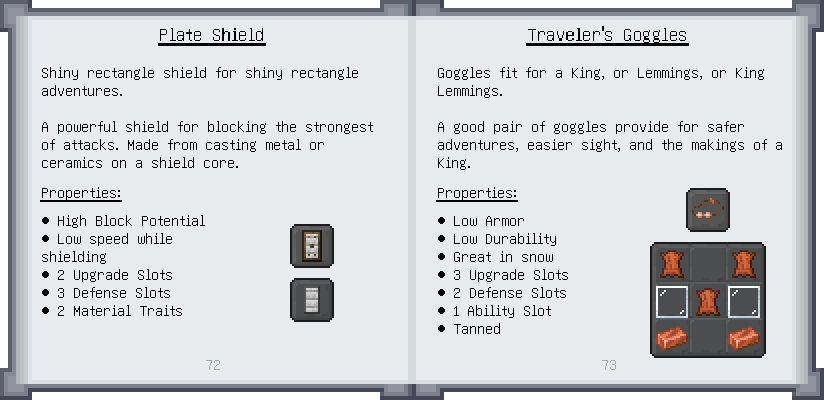 Plate Shield
Shiny rectangle shield for shiny rectangle
adventures.
A powerful shield for blocking the strongest
of attacks. Made from casting metal or
ceramics on a shield core.
Properties:
● High Block Potential
● Low speed while
shielding
● 2 Upgrade Slots
● 3 Defense Slots
● 2 Material Traits
72
Traveler's Goggles
Goggles fit for a King, or Lemmings, or King
Lemmings.
A good pair of goggles provide for safer
adventures, easier sight, and the makings of a
King.
Properties:
● Low Armor
● Low Durability
● Great in snow
● 3 Upgrade Slots
● 2 Defense Slots
● 1 Ability Slot
● Tanned
73